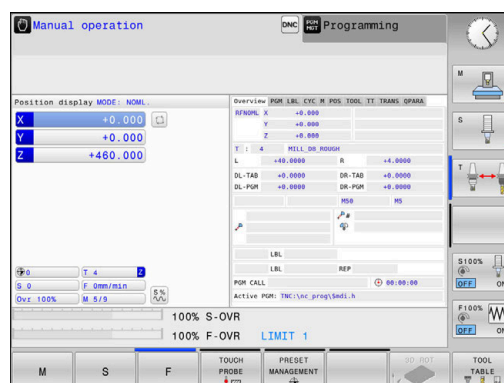 Manual operation
DNC
PGM MGT
Programming
Position display MODE: NOML.
X +0.000
Y +0.000
Z +460.000
Overview PGM LBL CYC M POS TOOL TT TRANS QPARA
RFNOML X +0.000
Y +0.000
Z +0.000
T : 4 MILL_D8_ROUGH
L +40.0000 R +4.0000
DL-TAB +0.0000 DR-TAB +0.0000
DL-PGM +0.0000 DR-PGM +0.0000
M50 M5
P#
LBL
LBL REP
PGM CALL 00:00:00
Active PGM: TNC:\nc_prog\$mdi.h
0 T 4 Z
S 0 F 0mm/min
Ovr 100% M 5/9
S %
100% S-OVR
100% F-OVR LIMIT 1
M
S
F
TOUCH PROBE
PRESET MANAGEMENT
3D ROT
TOOL TABLE
M
S
T
S100%
OFF ON
F100%
OFF ON